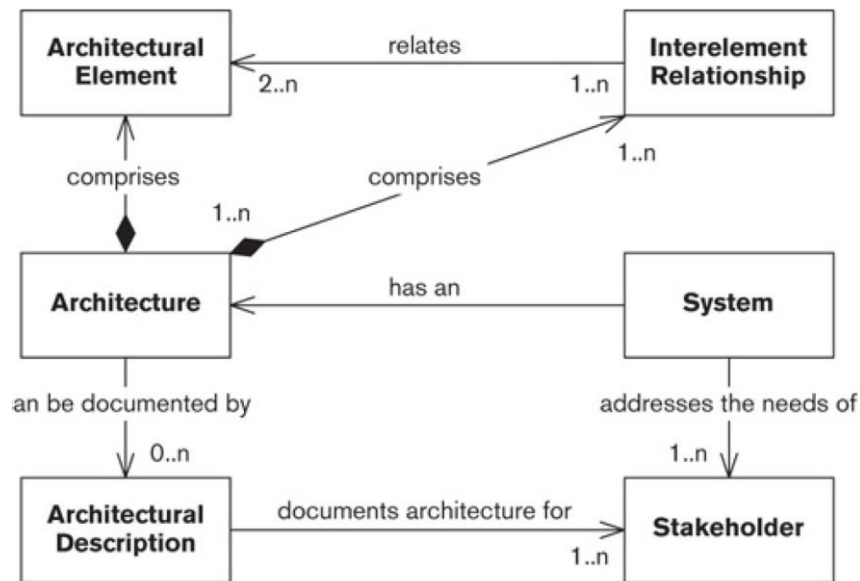 Architectural
Element
relates
2..n
1..n
Interelement
Relationship
comprises
comprises
1..n
1..n
Architecture
has an
System
an be documented by
addresses the needs of
0..n
1..n
Architectural
Description
documents architecture for
1..n
Stakeholder